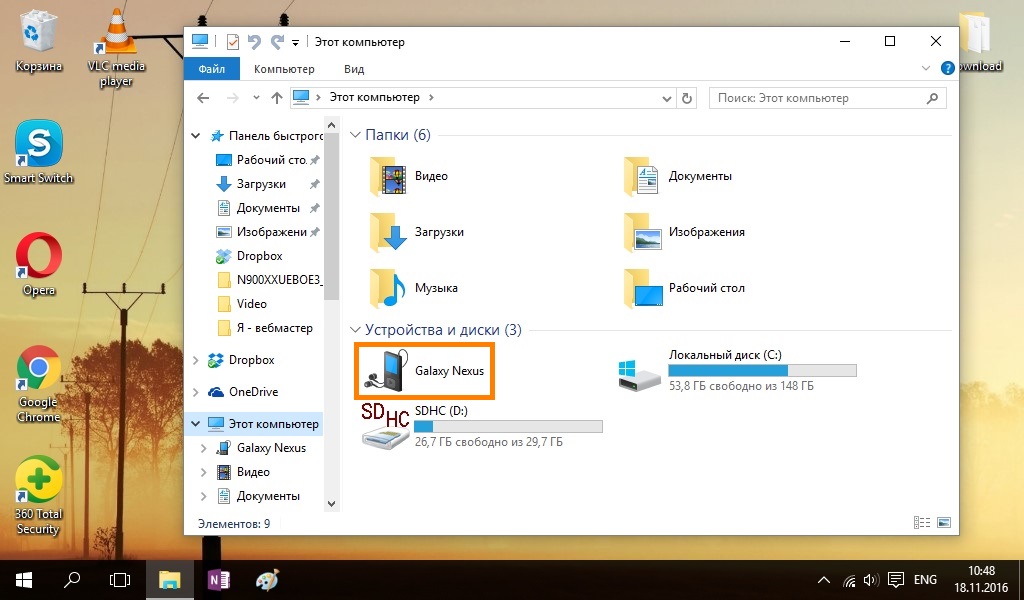 Корзина
VLC media
player
Smart Switch
Opera
Google
Chrome
360 Total
Security
Этот компьютер
Файл
Компьютер
Вид
Этот компьютер
Поиск: Этот компьютер
Панель быстрого
Рабочий сто.
Загрузки
Документы
Изображени
Dropbox
N900XXUEBOE3_
Video
Я - вебмастер
Dropbox
OneDrive
Этот компьютер
Galaxy Nexus
Видео
Документы
Папки (6)
Видео
Документы
Загрузки
Изображения
Музыка
Рабочий стол
Устройства и диски (3)
Galaxy Nexus
Локальный диск (C:)
53,8 ГБ свободно из 148 ГБ
SDHC
SDHC (D:)
26,7 ГБ свободно из 29,7 ГБ
Элементов: 9
ownload
ENG
10:48
18.11.2016